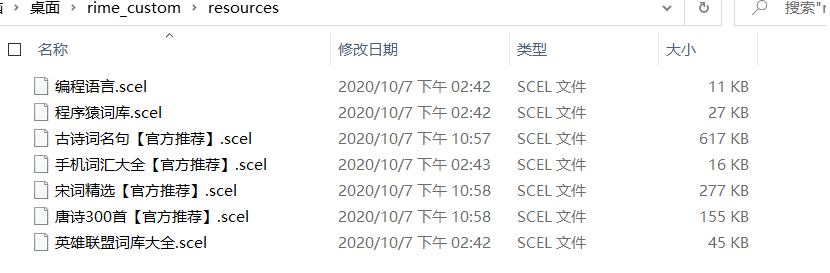 桌面 › rime_custom › resources
搜索"r
名称 修改日期 类型 大小
编程语言.scel 2020/10/7 下午 02:42 SCEL 文件 11 KB
程序猿词库.scel 2020/10/7 下午 02:42 SCEL 文件 27 KB
古诗词名句【官方推荐】.scel 2020/10/7 下午 10:57 SCEL 文件 617 KB
手机词汇大全【官方推荐】.scel 2020/10/7 下午 02:43 SCEL 文件 16 KB
宋词精选【官方推荐】.scel 2020/10/7 下午 10:58 SCEL 文件 277 KB
唐诗300首【官方推荐】.scel 2020/10/7 下午 10:58 SCEL 文件 155 KB
英雄联盟词库大全.scel 2020/10/7 下午 02:42 SCEL 文件 45 KB